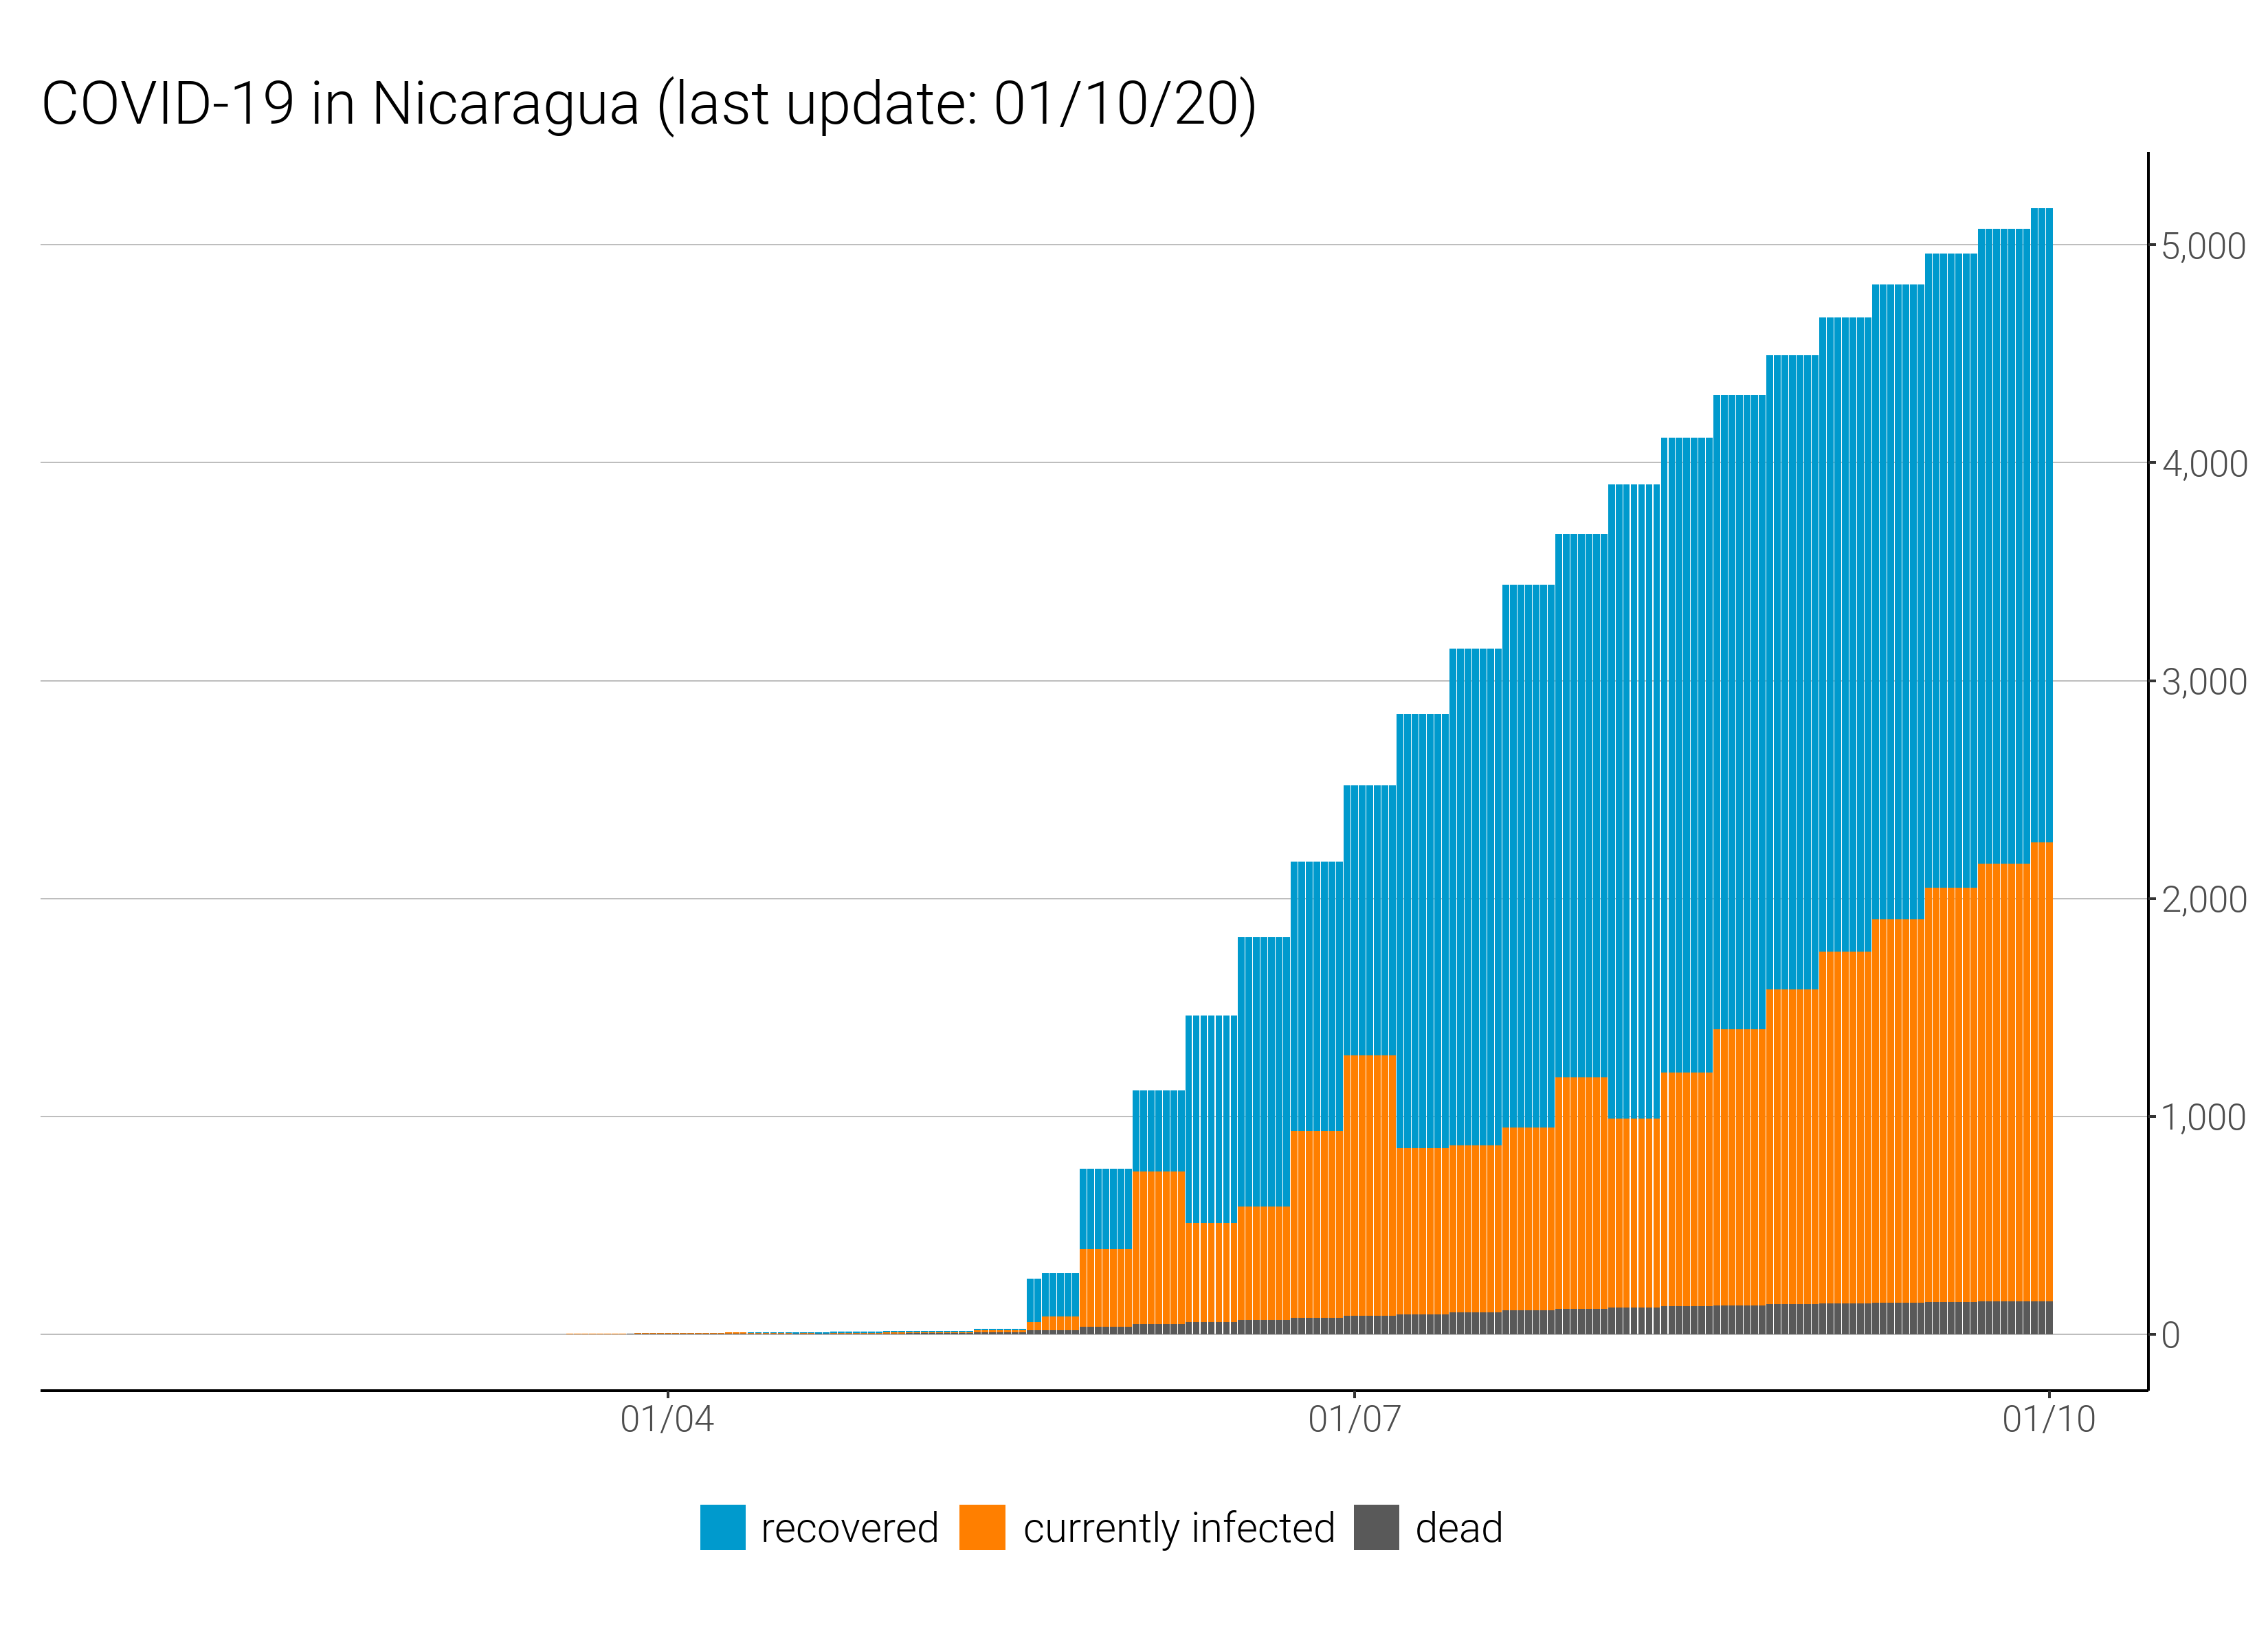 COVID-19 in Nicaragua (last update: 01/10/20)
5,000
4,000
3,000
2,000
1,000
0
01/04 01/07 01/10
recovered currently infected dead